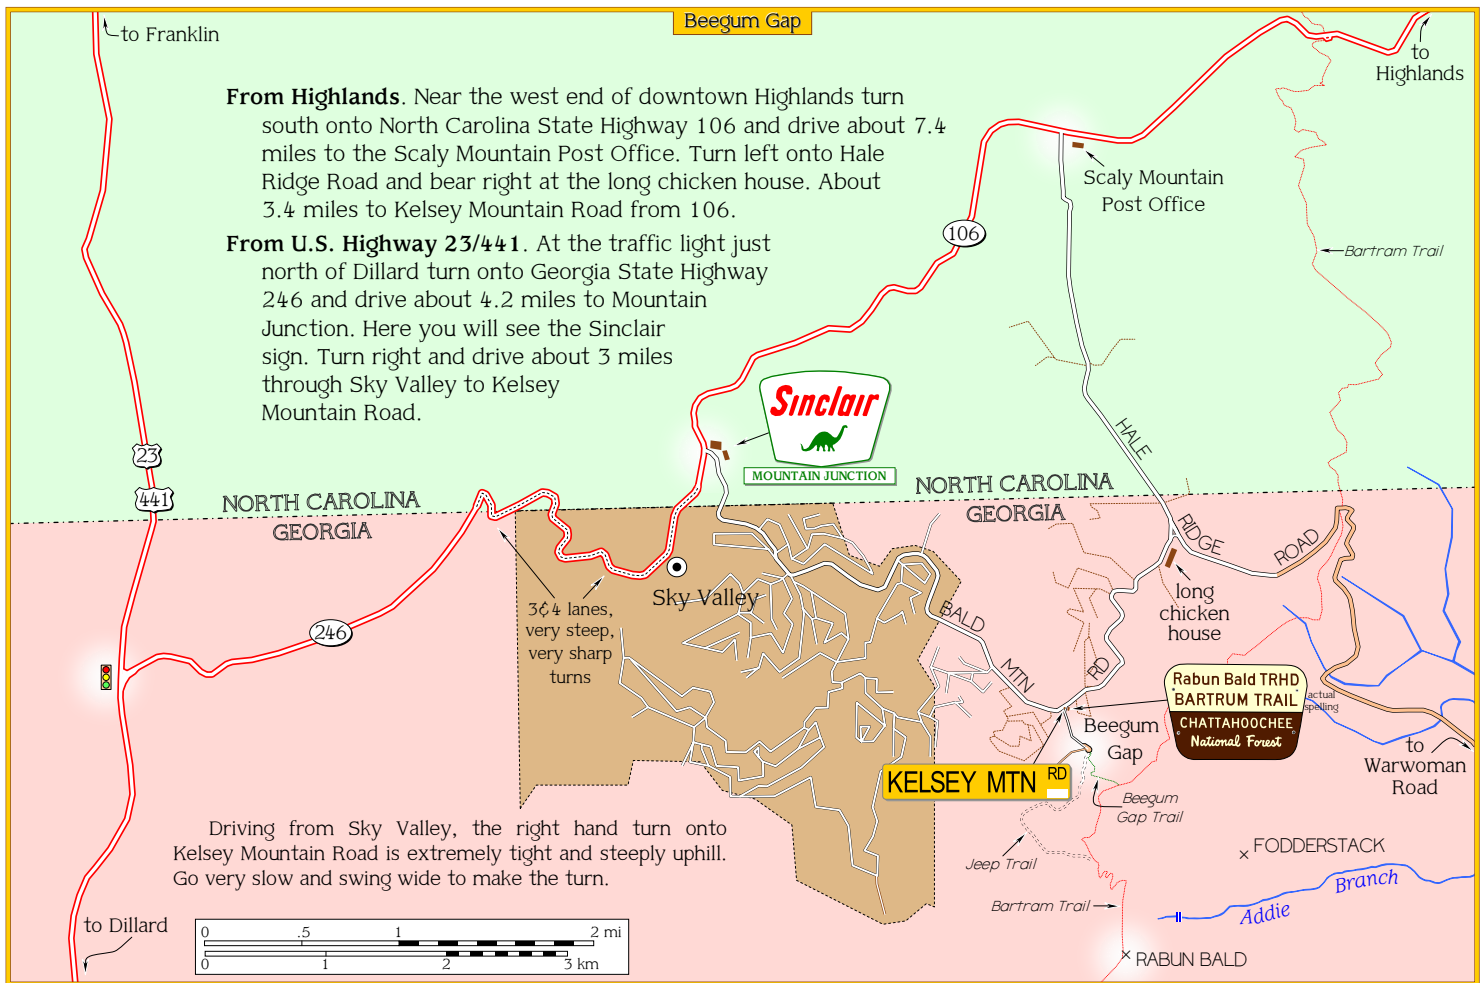 Beegum Gap
to Franklin
to
Highlands
From Highlands. Near the west end of downtown Highlands turn
south onto North Carolina State Highway 106 and drive about 7.4
miles to the Scaly Mountain Post Office. Turn left onto Hale
Ridge Road and bear right at the long chicken house. About
3.4 miles to Kelsey Mountain Road from 106.
From U.S. Highway 23/441. At the traffic light just
north of Dillard turn onto Georgia State Highway
246 and drive about 4.2 miles to Mountain
Junction. Here you will see the Sinclair
sign. Turn right and drive about 3 miles
through Sky Valley to Kelsey
Mountain Road.
Scaly Mountain
Post Office
106
Bartram Trail
Sinclair
MOUNTAIN JUNCTION
HALE
23
441
NORTH CAROLINA
GEORGIA
NORTH CAROLINA
GEORGIA
RIDGE
ROAD
Sky Valley
3&4 lanes,
very steep,
very sharp
turns
246
BALD
MTN
RD
long
chicken
house
Rabun Bald TRHD
BARTRUM TRAIL
CHATTAHOOCHEE
National Forest
actual
spelling
Beegum
Gap
to
Warwoman
Road
KELSEY MTN RD
Beegum
Gap Trail
Jeep Trail
FODDERSTACK
Addie Branch
Bartram Trail
RABUN BALD
Driving from Sky Valley, the right hand turn onto
Kelsey Mountain Road is extremely tight and steeply uphill.
Go very slow and swing wide to make the turn.
to Dillard
0 .5 1 2 mi
0 1 2 3 km